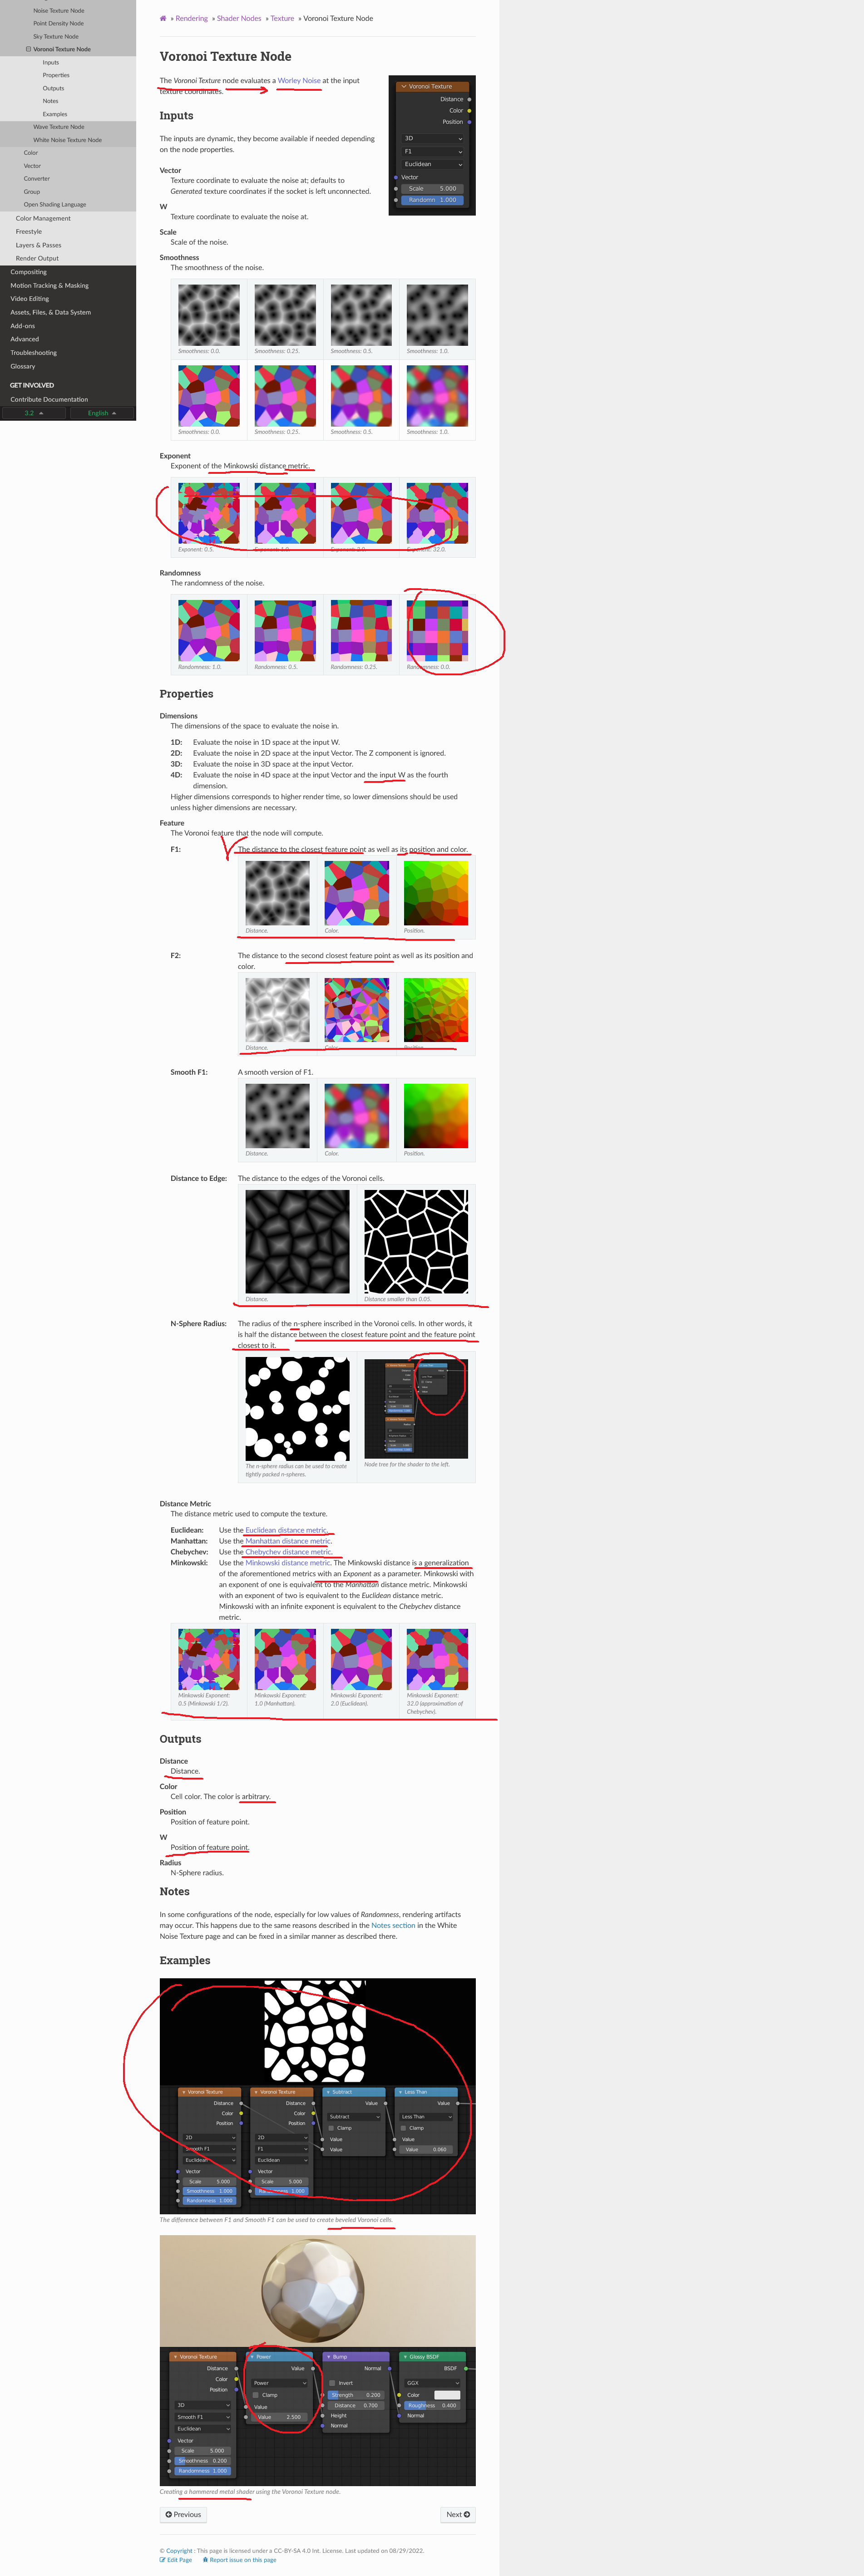 Noise Texture Node
Point Density Node
Sky Texture Node
Voronoi Texture Node
Inputs
Properties
Outputs
Notes
Examples
Wave Texture Node
White Noise Texture Node
Color
Vector
Converter
Group
Open Shading Language
Color Management
Freestyle
Layers & Passes
Render Output
Compositing
Motion Tracking & Masking
Video Editing
Assets, Files, & Data System
Add-ons
Advanced
Troubleshooting
Glossary
GET INVOLVED
Contribute Documentation
3.2
English
» Rendering » Shader Nodes » Texture » Voronoi Texture Node
Voronoi Texture Node
The Voronoi Texture node evaluates a Worley Noise at the input
texture coordinates.
Voronoi Texture
Distance
Color
Position
3D
F1
Euclidean
Vector
Scale 5.000
Randomn 1.000
Inputs
The inputs are dynamic, they become available if needed depending
on the node properties.
Vector
Texture coordinate to evaluate the noise at; defaults to
Generated texture coordinates if the socket is left unconnected.
W
Texture coordinate to evaluate the noise at.
Scale
Scale of the noise.
Smoothness
The smoothness of the noise.
Smoothness: 0.0. Smoothness: 0.25. Smoothness: 0.5. Smoothness: 1.0.
Smoothness: 0.0. Smoothness: 0.25. Smoothness: 0.5. Smoothness: 1.0.
Exponent
Exponent of the Minkowski distance metric.
Exponent: 0.5. Exponent: 1.0. Exponent: 2.0. Exponent: 32.0.
Randomness
The randomness of the noise.
Randomness: 1.0. Randomness: 0.5. Randomness: 0.25. Randomness: 0.0.
Properties
Dimensions
The dimensions of the space to evaluate the noise in.
1D: Evaluate the noise in 1D space at the input W.
2D: Evaluate the noise in 2D space at the input Vector. The Z component is ignored.
3D: Evaluate the noise in 3D space at the input Vector.
4D: Evaluate the noise in 4D space at the input Vector and the input W as the fourth
dimension.
Higher dimensions corresponds to higher render time, so lower dimensions should be used
unless higher dimensions are necessary.
Feature
The Voronoi feature that the node will compute.
F1: The distance to the closest feature point as well as its position and color.
Distance. Color. Position.
F2: The distance to the second closest feature point as well as its position and
color.
Distance. Color. Position.
Smooth F1: A smooth version of F1.
Distance. Color. Position.
Distance to Edge: The distance to the edges of the Voronoi cells.
Distance. Distance smaller than 0.05.
N-Sphere Radius: The radius of the n-sphere inscribed in the Voronoi cells. In other words, it
is half the distance between the closest feature point and the feature point
closest to it.
The n-sphere radius can be used to create
tightly packed n-spheres.
Node tree for the shader to the left.
Distance Metric
The distance metric used to compute the texture.
Euclidean: Use the Euclidean distance metric.
Manhattan: Use the Manhattan distance metric.
Chebychev: Use the Chebychev distance metric.
Minkowski: Use the Minkowski distance metric. The Minkowski distance is a generalization
of the aforementioned metrics with an Exponent as a parameter. Minkowski with
an exponent of one is equivalent to the Manhattan distance metric. Minkowski
with an exponent of two is equivalent to the Euclidean distance metric.
Minkowski with an infinite exponent is equivalent to the Chebychev distance
metric.
Minkowski Exponent:
0.5 (Minkowski 1/2).
Minkowski Exponent:
1.0 (Manhattan).
Minkowski Exponent:
2.0 (Euclidean).
Minkowski Exponent:
32.0 (approximation of
Chebychev).
Outputs
Distance
Distance.
Color
Cell color. The color is arbitrary.
Position
Position of feature point.
W
Position of feature point.
Radius
N-Sphere radius.
Notes
In some configurations of the node, especially for low values of Randomness, rendering artifacts
may occur. This happens due to the same reasons described in the Notes section in the White
Noise Texture page and can be fixed in a similar manner as described there.
Examples
Voronoi Texture Voronoi Texture Subtract Less Than
Distance Distance Value Value
Color Color
Position Position
Subtract Less Than
Clamp Clamp
2D 2D
Value Value
Smooth F1 F1
Value Value 0.060
Euclidean Euclidean
Vector Vector
Scale 5.000 Scale 5.000
Smoothness 1.000 Randomness 1.000
Randomness 1.000
The difference between F1 and Smooth F1 can be used to create beveled Voronoi cells.
Voronoi Texture Power Bump Glossy BSDF
Distance Value Normal BSDF
Color
Position
Power Invert GGX
Clamp Strength 0.200 Color
3D Value Distance 0.700 Roughness 0.400
Smooth F1 Value 2.500 Height Normal
Euclidean Normal
Vector
Scale 5.000
Smoothness 0.200
Randomness 1.000
Creating a hammered metal shader using the Voronoi Texture node.
Previous
Next
© Copyright : This page is licensed under a CC-BY-SA 4.0 Int. License. Last updated on 08/29/2022.
Edit Page Report issue on this page